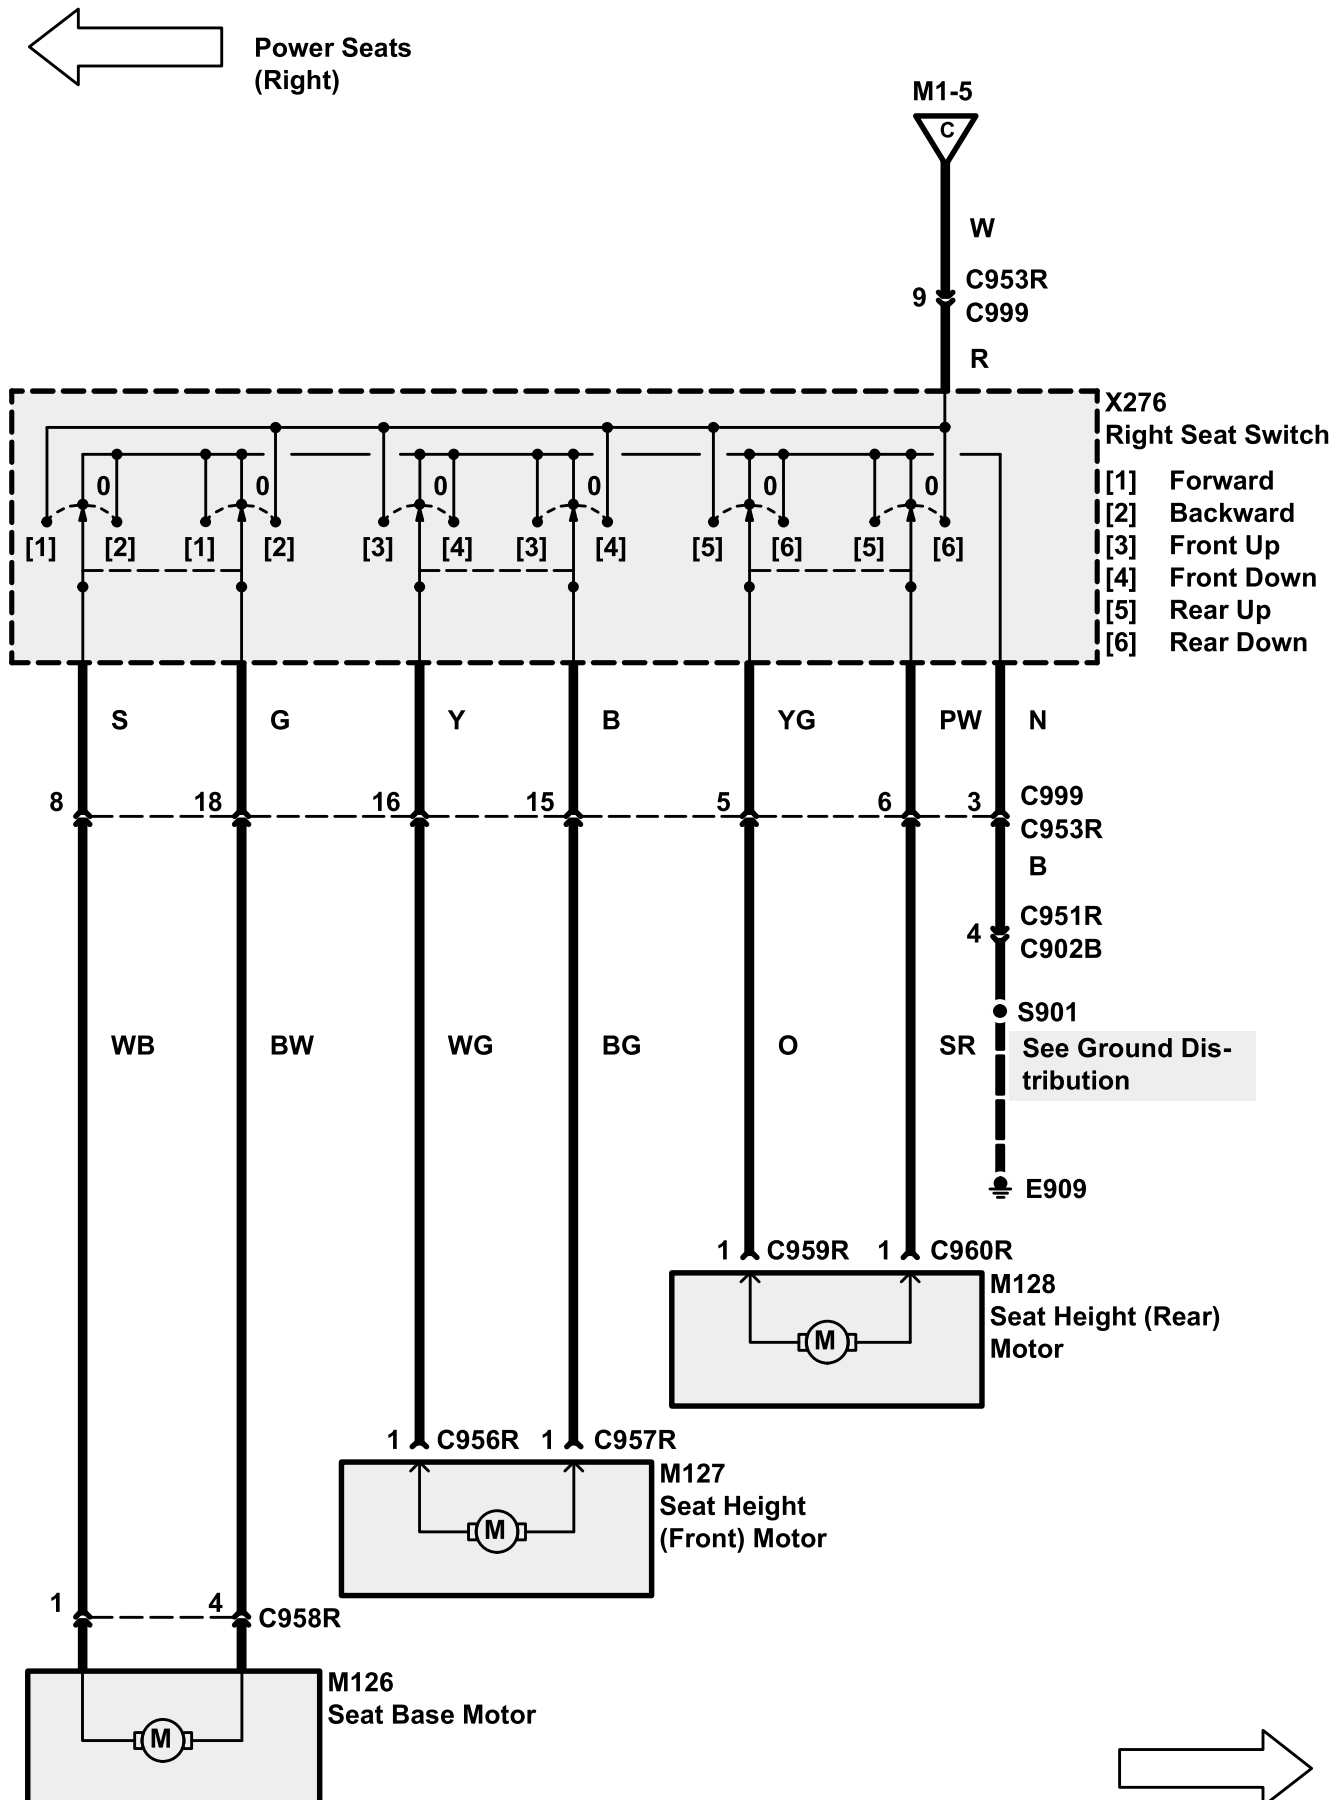 Power Seats
(Right)
M1-5
C
W
9 C953R
C999
R
X276
Right Seat Switch
[1] Forward
[2] Backward
[3] Front Up
[4] Front Down
[5] Rear Up
[6] Rear Down
0 0 0 0 0 0
[1] [2] [1] [2] [3] [4] [3] [4] [5] [6] [5] [6]
S G Y B YG PW N
8 18 16 15 5 6 3 C999
C953R
B
4 C951R
C902B
S901
WB BW WG BG O SR
See Ground Dis-
tribution
E909
1 C959R 1 C960R
M128
Seat Height (Rear)
Motor
M
1 C956R 1 C957R
M127
Seat Height
(Front) Motor
M
1 4 C958R
M126
Seat Base Motor
M